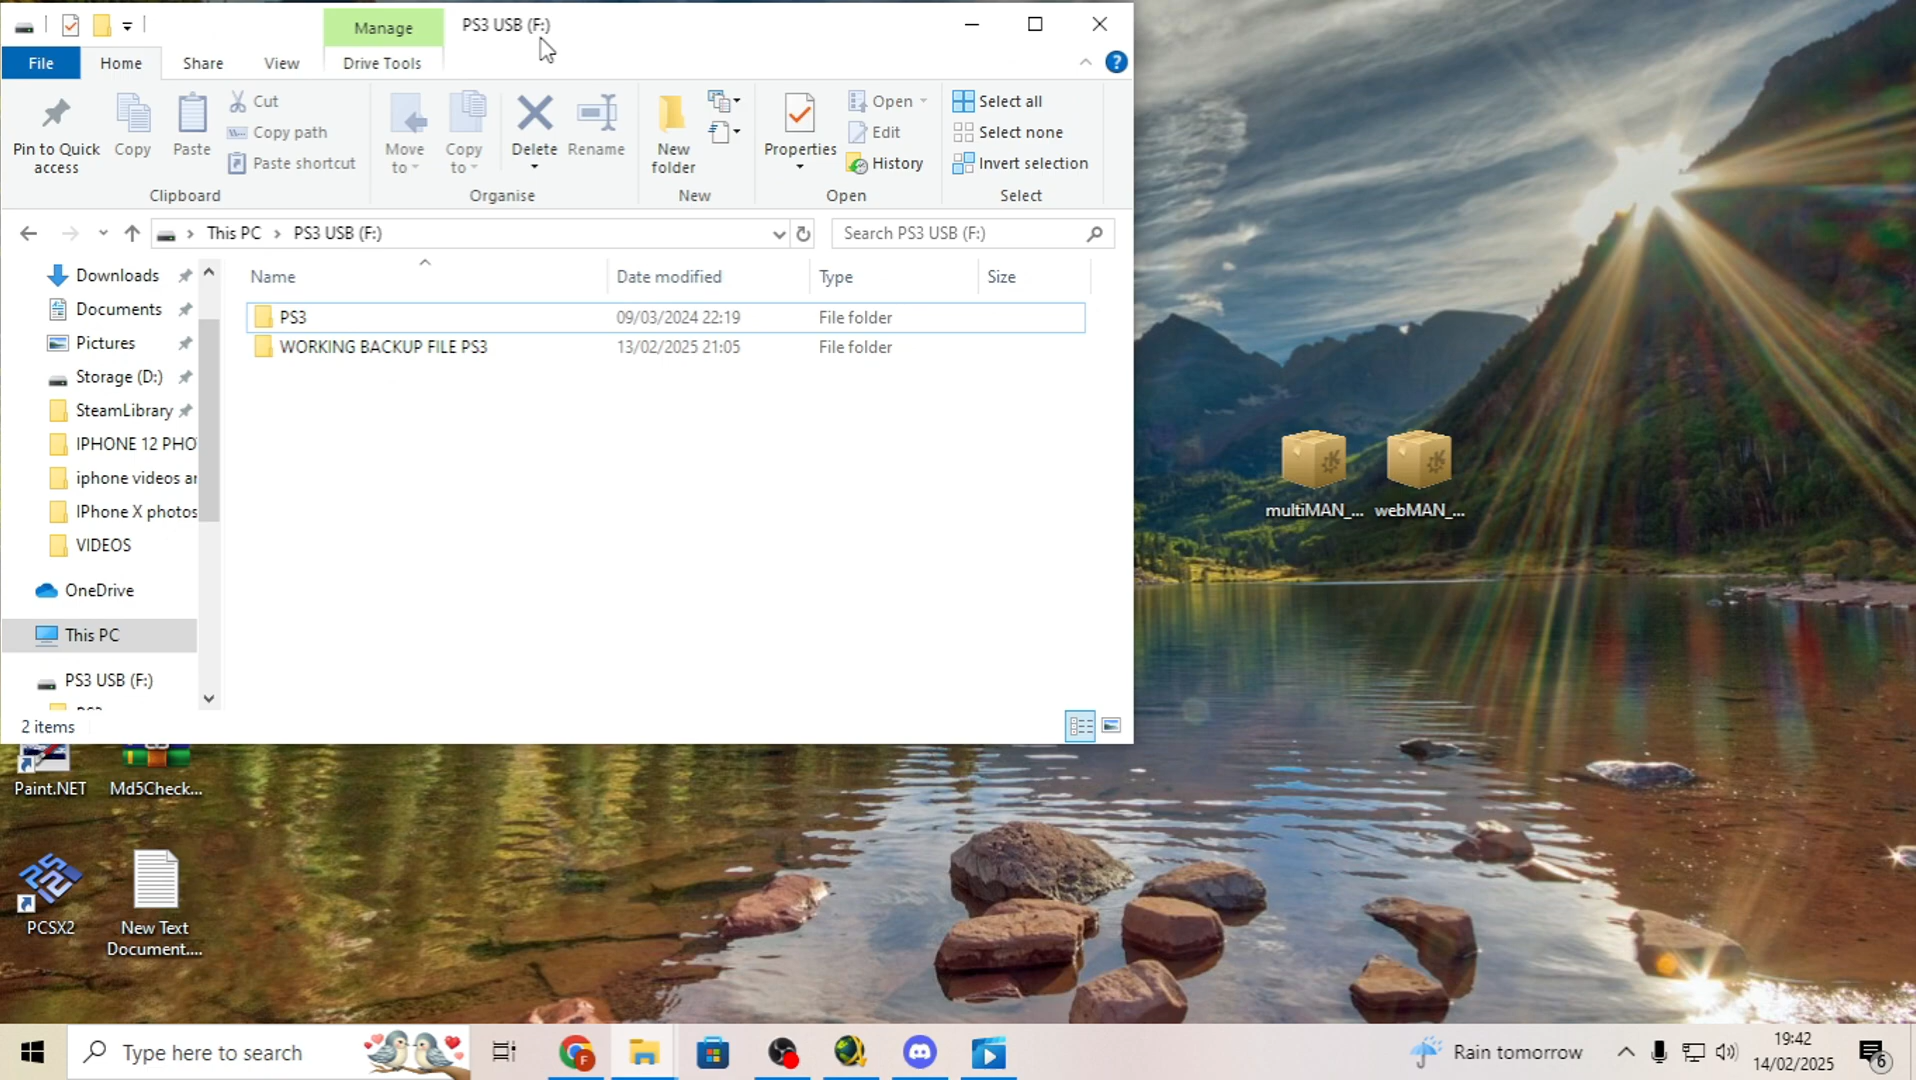 Manage
PS3 USB (F:)
File
Home
Share
View
Drive Tools
Pin to Quick
access
Copy
Paste
Cut
Copy path
Paste shortcut
Clipboard
Move
to
Copy
to
Delete
Rename
Organise
New
folder
New
Properties
Open
Edit
History
Open
Select all
Select none
Invert selection
Select
This PC
PS3 USB (F:)
Search PS3 USB (F:)
Name
Date modified
Type
Size
PS3
09/03/2024 22:19
File folder
WORKING BACKUP FILE PS3
13/02/2025 21:05
File folder
Downloads
Documents
Pictures
Storage (D:)
SteamLibrary
IPHONE 12 PHO
iphone videos ar
IPhone X photos
VIDEOS
OneDrive
This PC
PS3 USB (F:)
2 items
multiMAN_...
webMAN_...
Paint.NET
Md5Check...
PCSX2
New Text
Document....
Type here to search
Rain tomorrow
19:42
14/02/2025
6